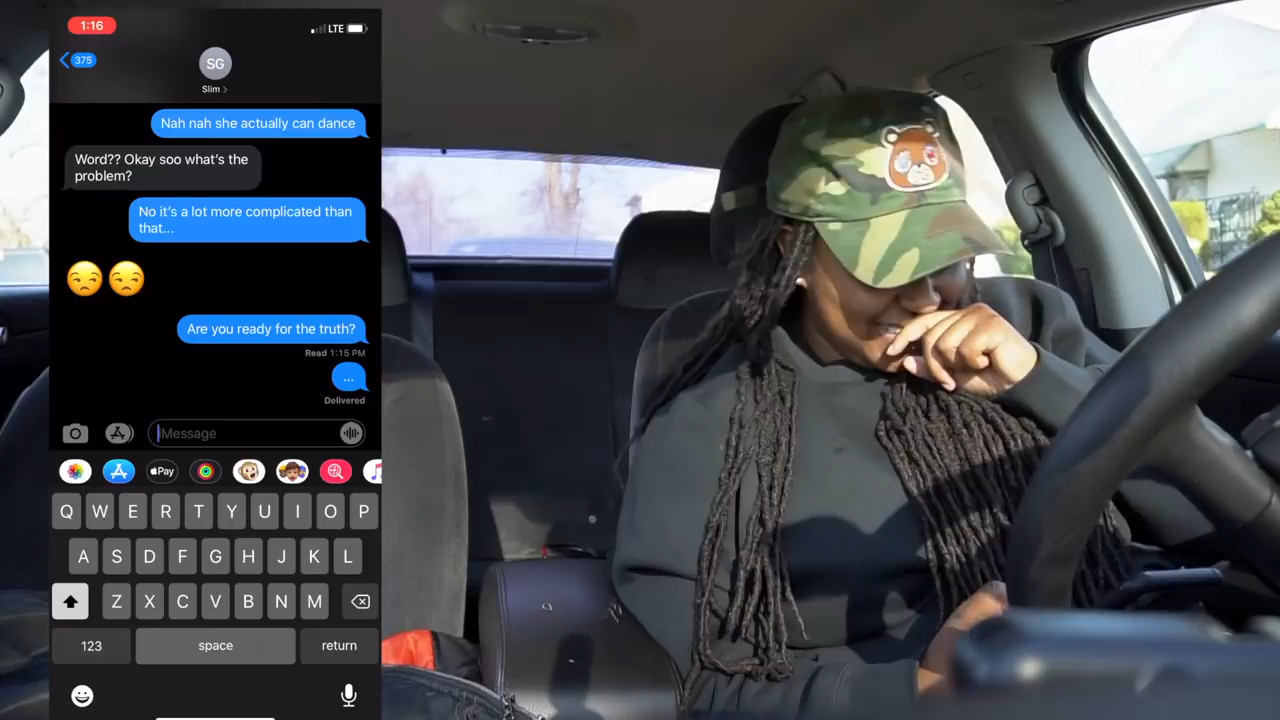 1:16
LTE
375
SG
Slim
Nah nah she actually can dance
Word?? Okay soo what's the
problem?
No it's a lot more complicated than
that...
Are you ready for the truth?
Read 1:15 PM
...
Delivered
iMessage
Pay
Q W E R T Y U I O P
A S D F G H J K L
Z X C V B N M
123
space
return